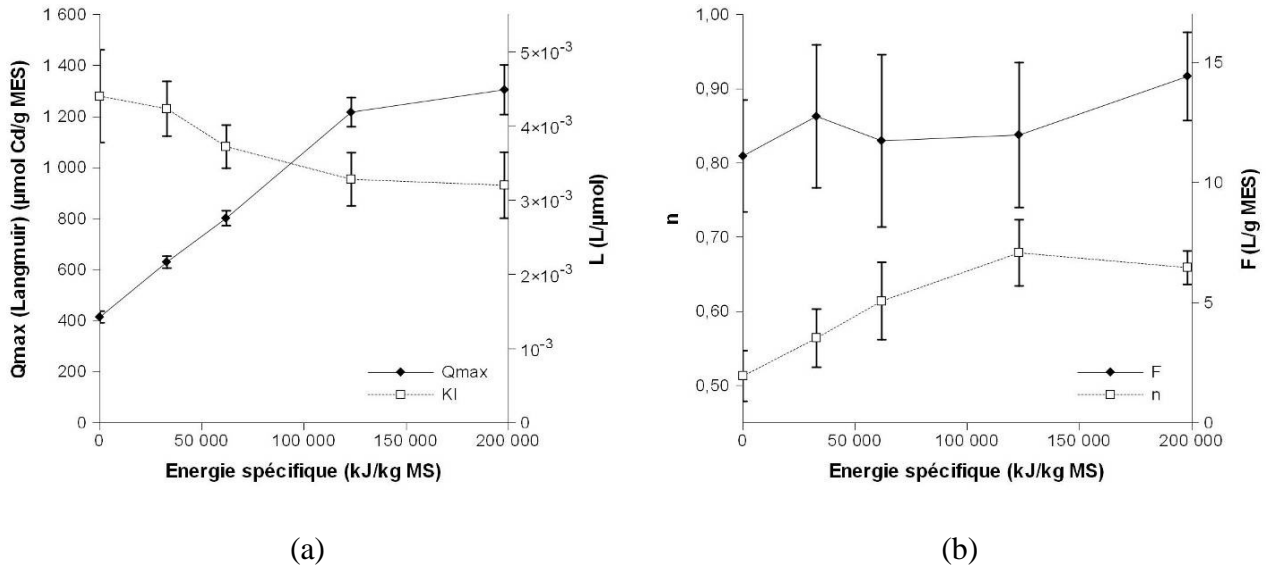 Qmax (Langmuir) (µmol Cd/g MES)
1 600
1 400
1 200
1 000
800
600
400
200
0
5×10⁻³
4×10⁻³
3×10⁻³
2×10⁻³
10⁻³
0
L (L/µmol)
Qmax
KI
0
50 000
100 000
150 000
200 000
Energie spécifique (kJ/kg MS)
(a)
n
1,00
0,90
0,80
0,70
0,60
0,50
15
10
5
0
F (L/g MES)
F
n
0
50 000
100 000
150 000
200 000
Energie spécifique (kJ/kg MS)
(b)